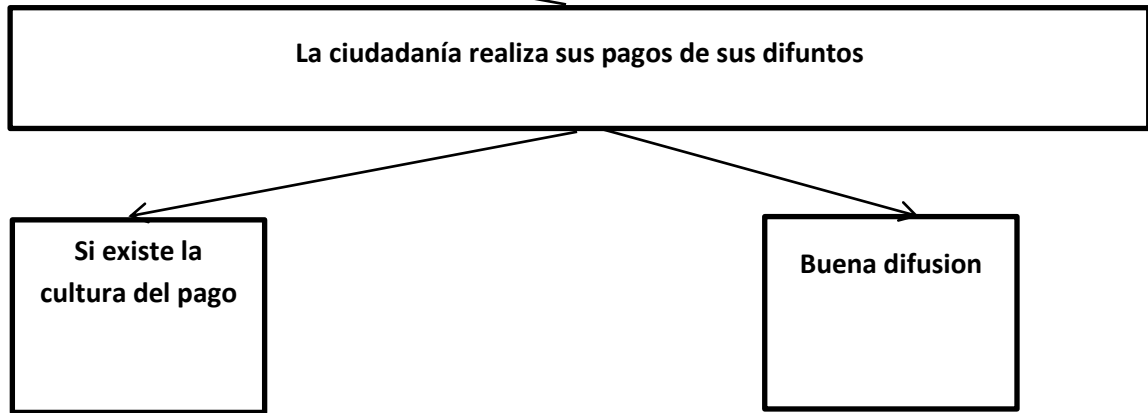 La ciudadanía realiza sus pagos de sus difuntos
Si existe la
cultura del pago
Buena difusion